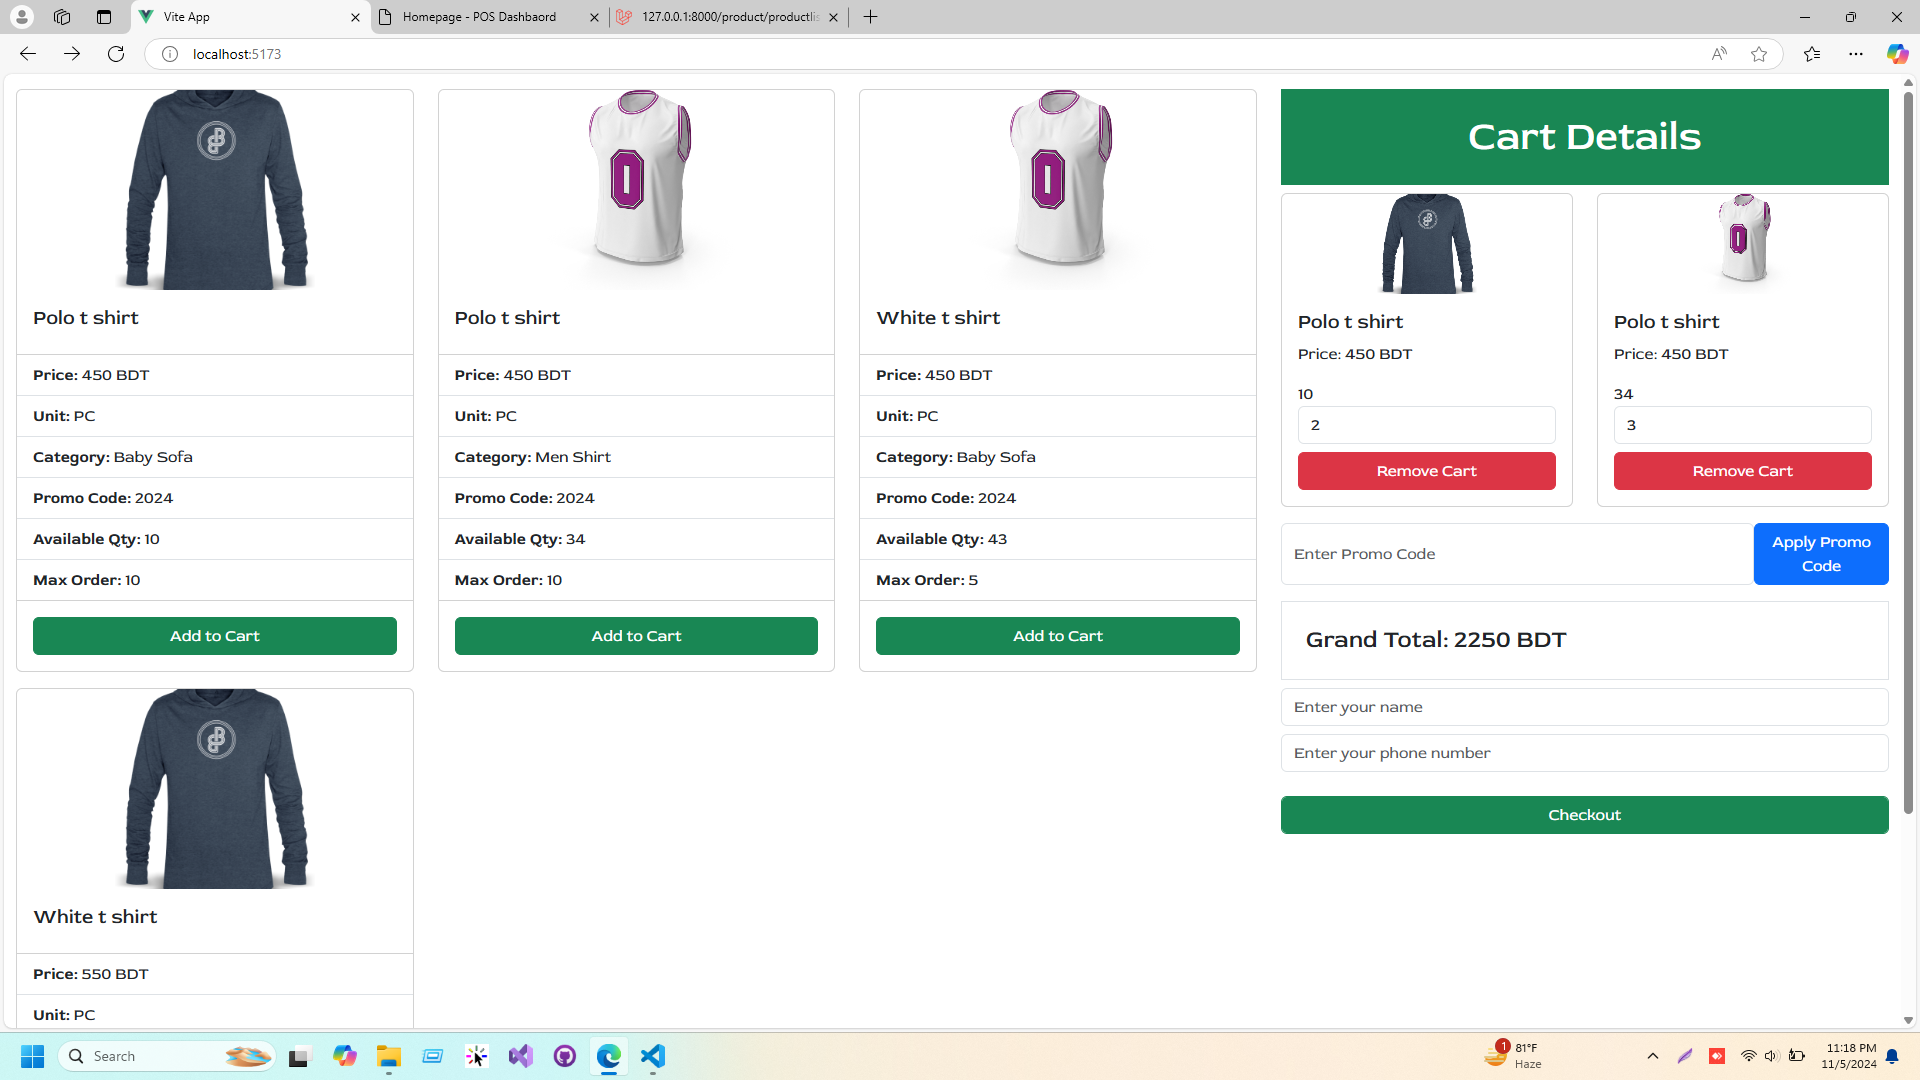 Vite App
Homepage - POS Dashbaord
127.0.0.1:8000/product/productlis
localhost:5173
Polo t shirt
Price: 450 BDT
Unit: PC
Category: Baby Sofa
Promo Code: 2024
Available Qty: 10
Max Order: 10
Add to Cart
Polo t shirt
Price: 450 BDT
Unit: PC
Category: Men Shirt
Promo Code: 2024
Available Qty: 34
Max Order: 10
Add to Cart
White t shirt
Price: 450 BDT
Unit: PC
Category: Baby Sofa
Promo Code: 2024
Available Qty: 43
Max Order: 5
Add to Cart
White t shirt
Price: 550 BDT
Unit: PC
Cart Details
Polo t shirt
Price: 450 BDT
10
2
Remove Cart
Polo t shirt
Price: 450 BDT
34
3
Remove Cart
Enter Promo Code
Apply Promo
Code
Grand Total: 2250 BDT
Enter your name
Enter your phone number
Checkout
Search
1
81°F
Haze
11:18 PM
11/5/2024